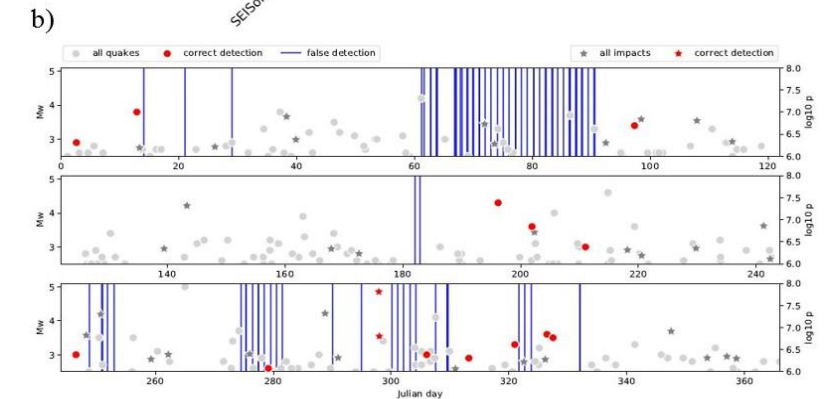 SEISo
b)
all quakes correct detection false detection all impacts correct detection
5 8.0
7.5
4 7.0
6.5
3 6.0
Mw log10 p
0 20 40 60 80 100 120
5 8.0
7.5
4 7.0
6.5
3 6.0
Mw log10 p
140 160 180 200 220 240
5 8.0
7.5
4 7.0
6.5
3 6.0
Mw log10 p
260 280 300 320 340 360
Julian day